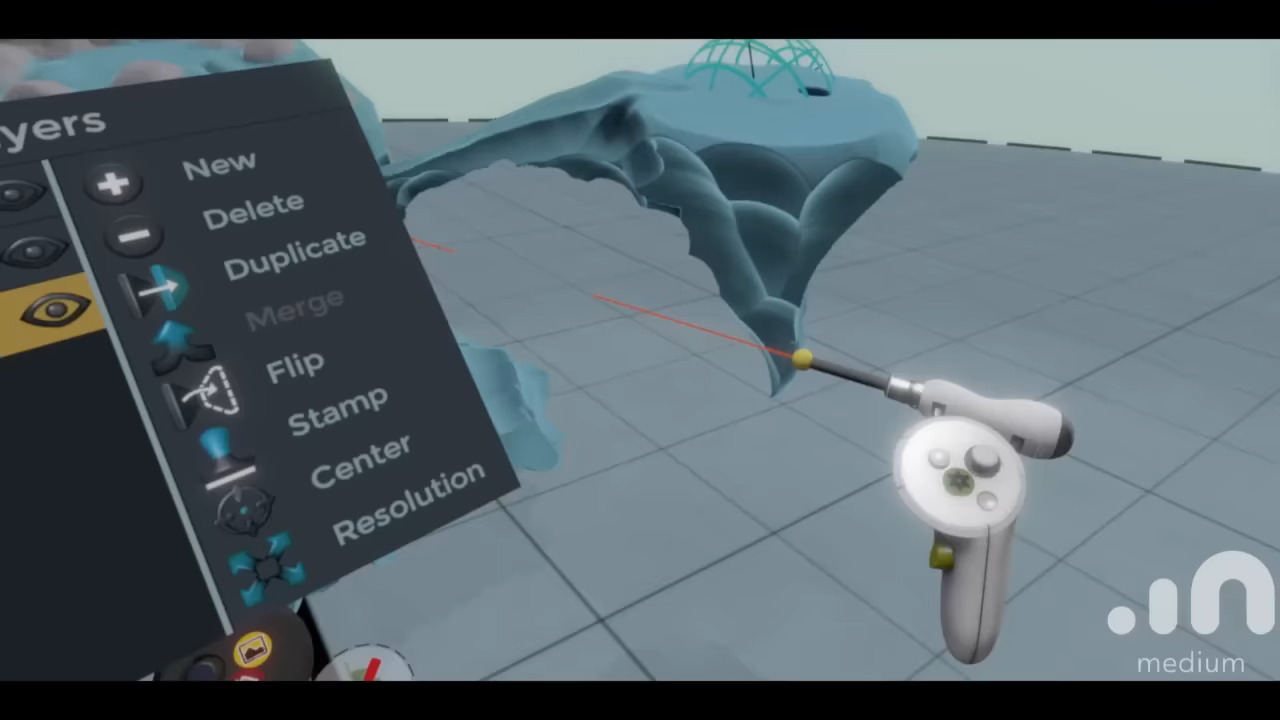 yers
New
Delete
Duplicate
Merge
Flip
Stamp
Center
Resolution
medium